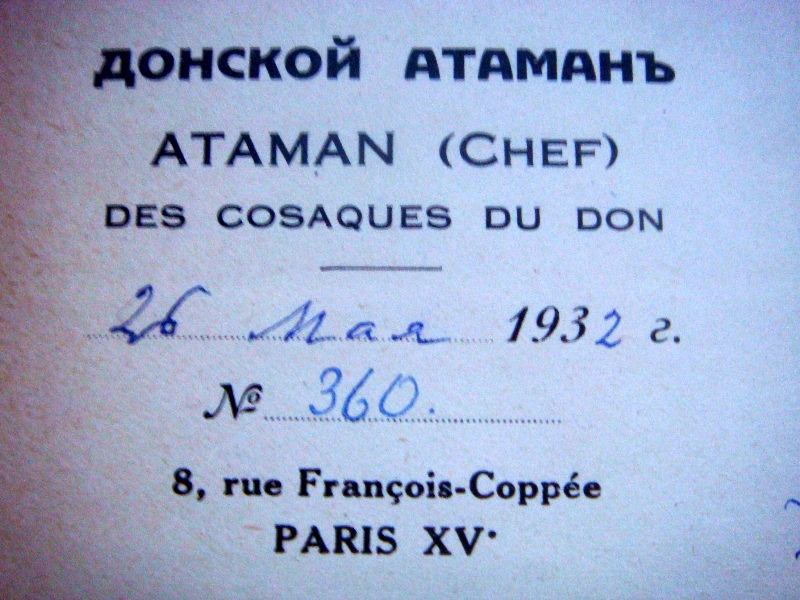 ДОНСКОЙ АТАМАНЪ
ATAMAN (CHEF)
DES COSAQUES DU DON
26 Мая 1932 г.
№ 360.
8, rue François-Coppée
PARIS XV·